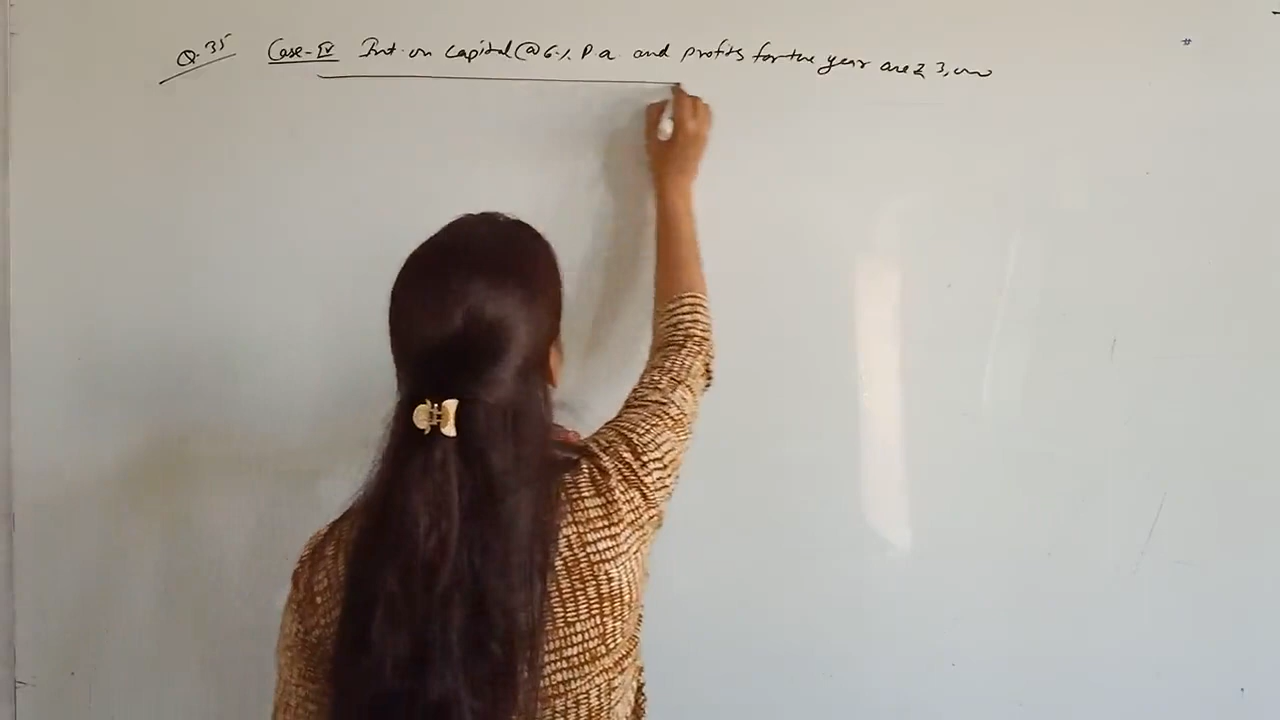 Q.35 Case-IV Int. on capital @ 6% P.a. and profits for the year are ₹ 3,000